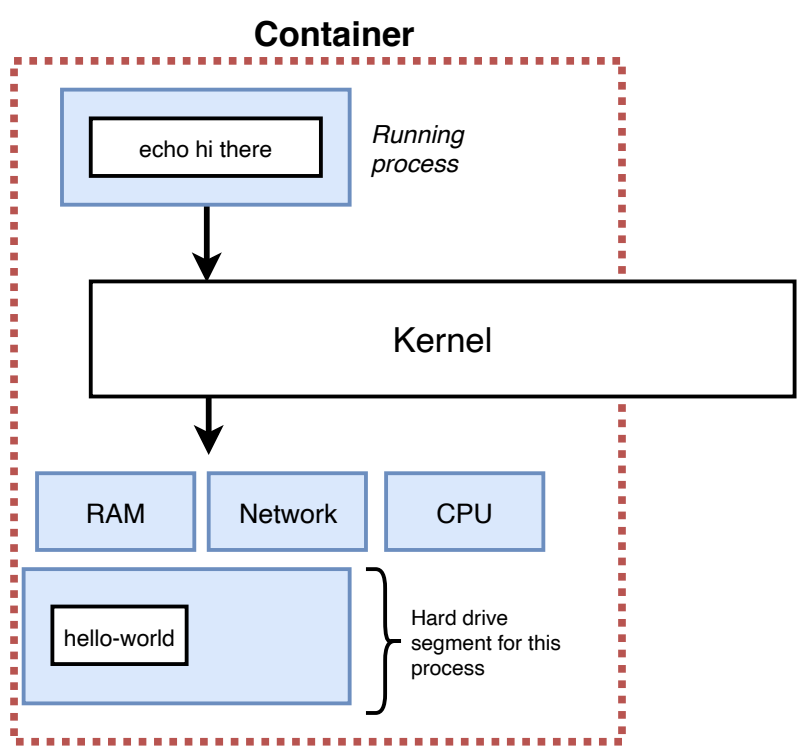 Container
echo hi there
Running
process
Kernel
RAM
Network
CPU
hello-world
Hard drive
segment for this
process